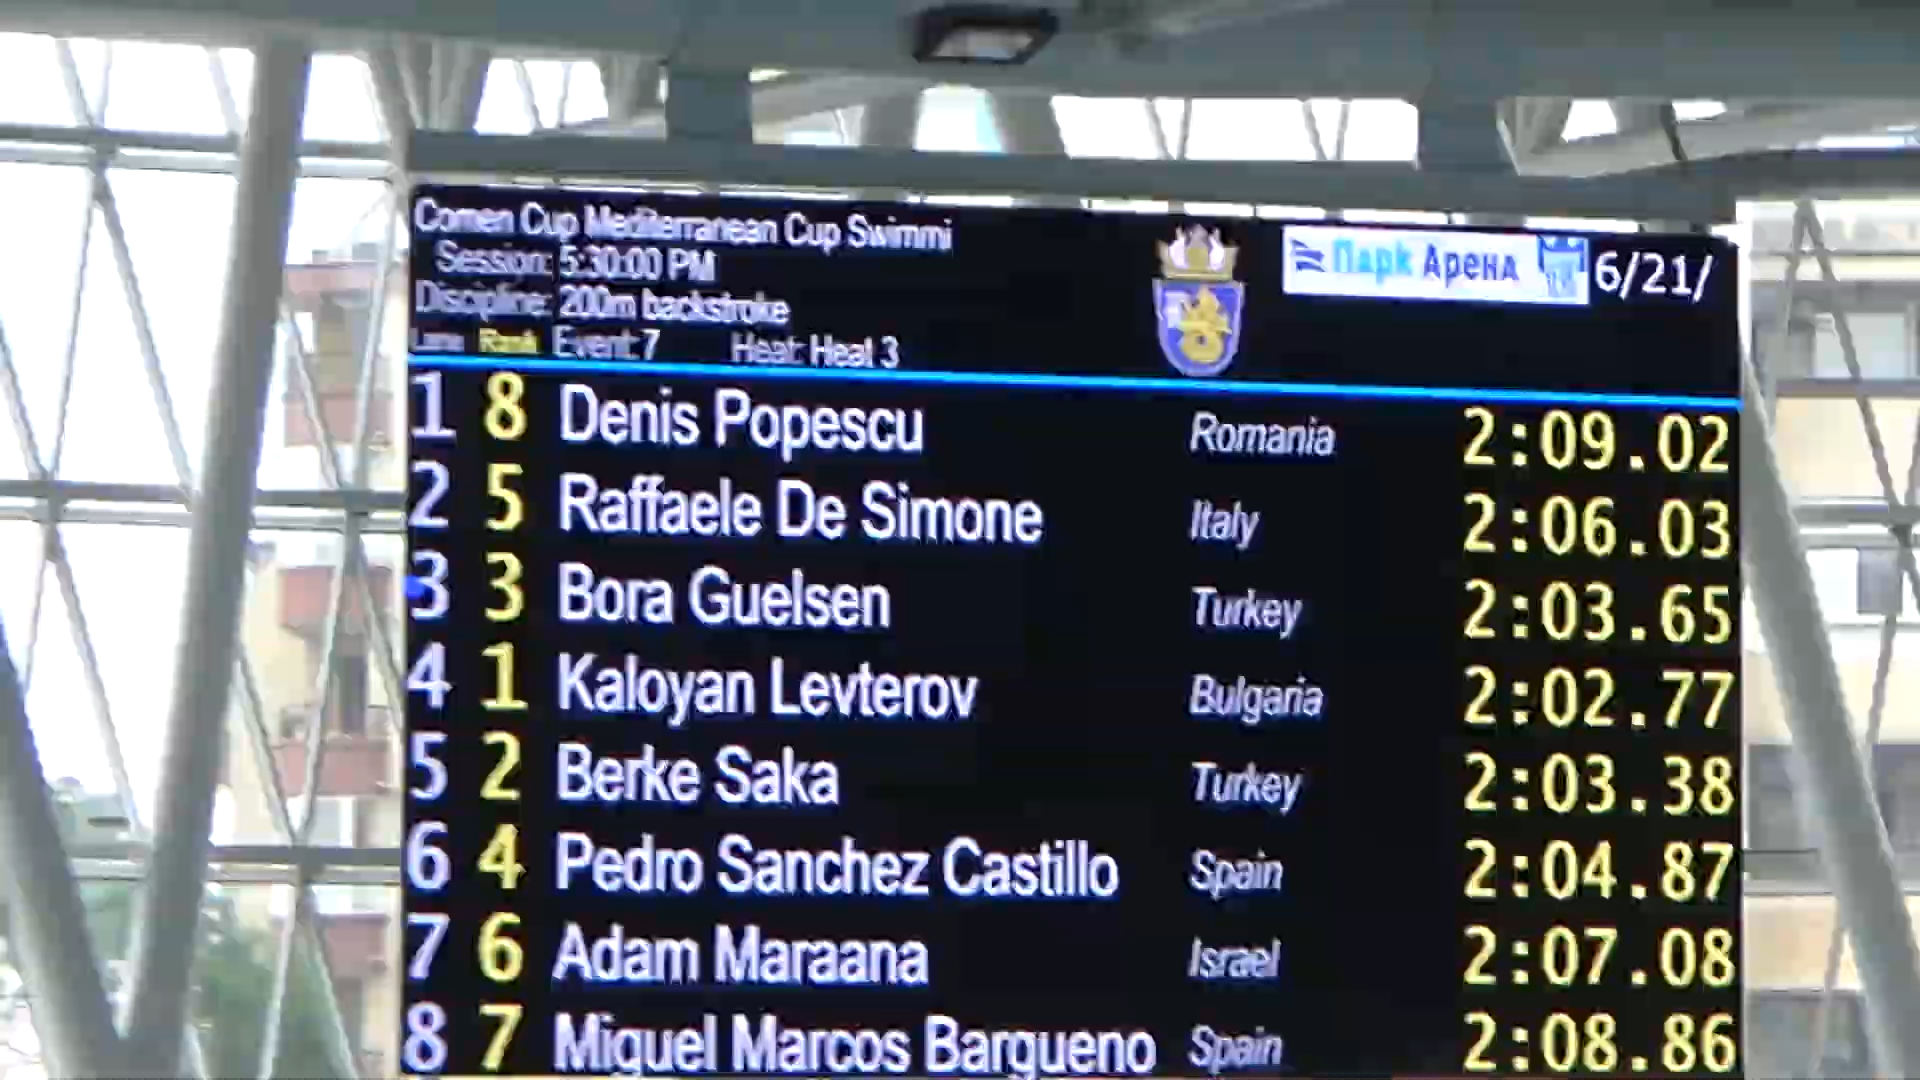 Comen Cup Mediterranean Cup Swimmi
Session: 5:30:00 PM
Discipline: 200m backstroke
Lane Rank Event: 7 Heat: Heat 3
Парк Арена 6/21/
1 8 Denis Popescu Romania 2:09.02
2 5 Raffaele De Simone Italy 2:06.03
3 3 Bora Guelsen Turkey 2:03.65
4 1 Kaloyan Levterov Bulgaria 2:02.77
5 2 Berke Saka Turkey 2:03.38
6 4 Pedro Sanchez Castillo Spain 2:04.87
7 6 Adam Maraana Israel 2:07.08
8 7 Miguel Marcos Bargueno Spain 2:08.86